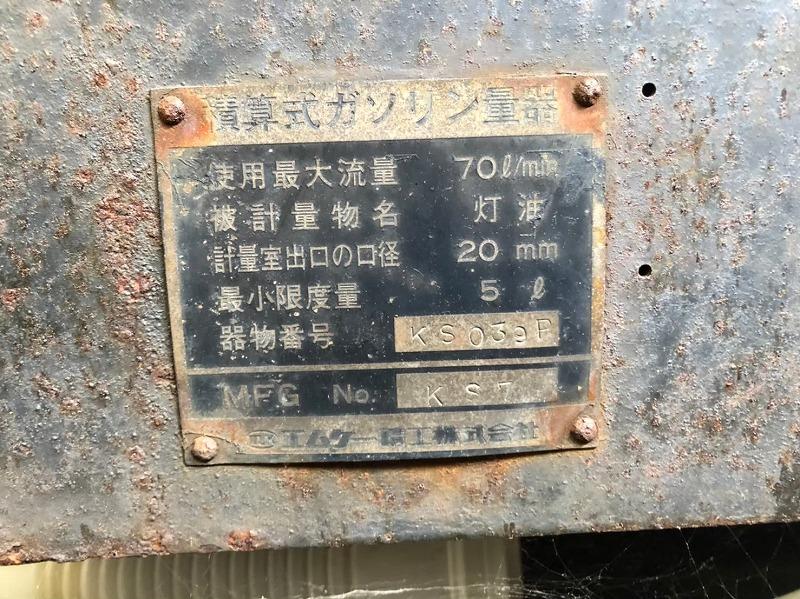 積算式ガソリン量器
使用最大流量 70ℓ/min
被計量物名 灯油
計量室出口の口径 20 mm
最小限度量 5 ℓ
器物番号 KS039P
MFG No. KS7
エムケー精工株式会社